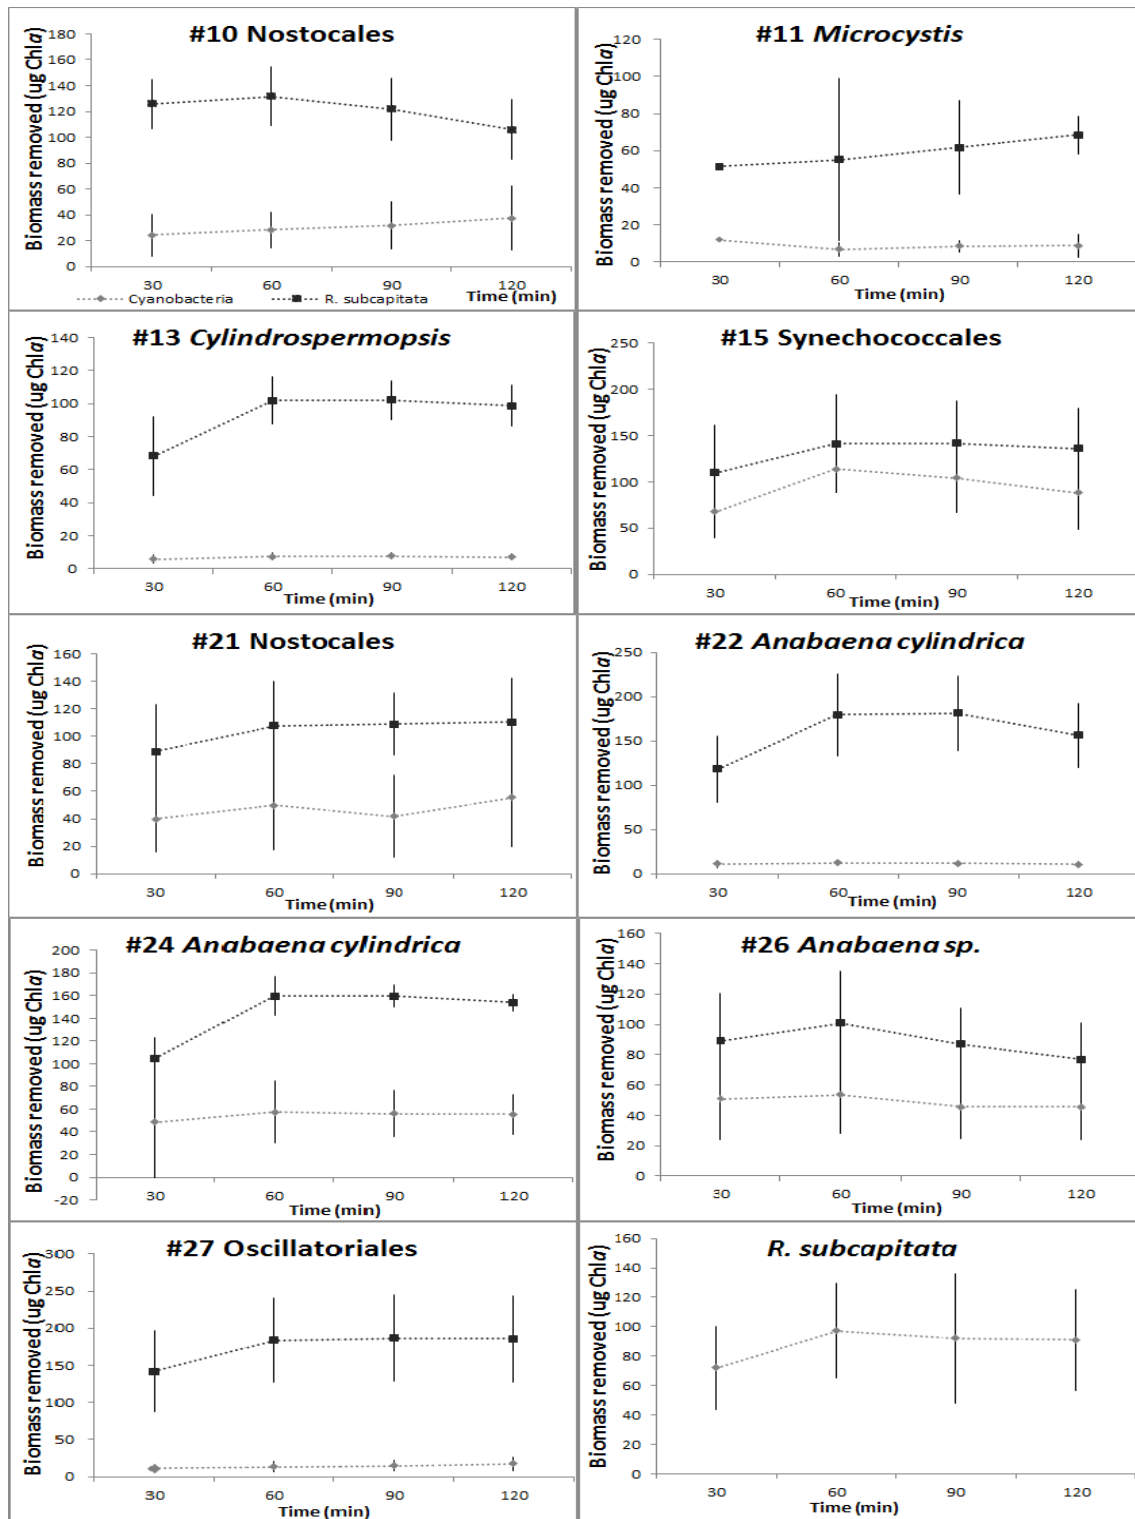 #10 Nostocales
Biomass removed (ug Chla)
180
160
140
120
100
80
60
40
20
0
30 60 90 120
Cyanobacteria R. subcapitata Time (min)
#11 Microcystis
Biomass removed (ug Chla)
120
100
80
60
40
20
0
30 60 90 120
Time (min)
#13 Cylindrospermopsis
Biomass removed (ug Chla)
140
120
100
80
60
40
20
0
30 60 90 120
Time (min)
#15 Synechococcales
Biomass removed (ug Chla)
250
200
150
100
50
0
30 60 90 120
Time (min)
#21 Nostocales
Biomass removed (ug Chla)
160
140
120
100
80
60
40
20
0
30 60 90 120
Time (min)
#22 Anabaena cylindrica
Biomass removed (ug Chla)
250
200
150
100
50
0
30 60 90 120
Time (min)
#24 Anabaena cylindrica
Biomass removed (ug Chla)
200
180
160
140
120
100
80
60
40
20
0
-20
30 60 90 120
Time (min)
#26 Anabaena sp.
Biomass removed (ug Chla)
160
140
120
100
80
60
40
20
0
30 60 90 120
Time (min)
#27 Oscillatoriales
Biomass removed (ug Chla)
300
250
200
150
100
50
0
30 60 90 120
Time (min)
R. subcapitata
Biomass removed (ug Chla)
160
140
120
100
80
60
40
20
0
30 60 90 120
Time (min)